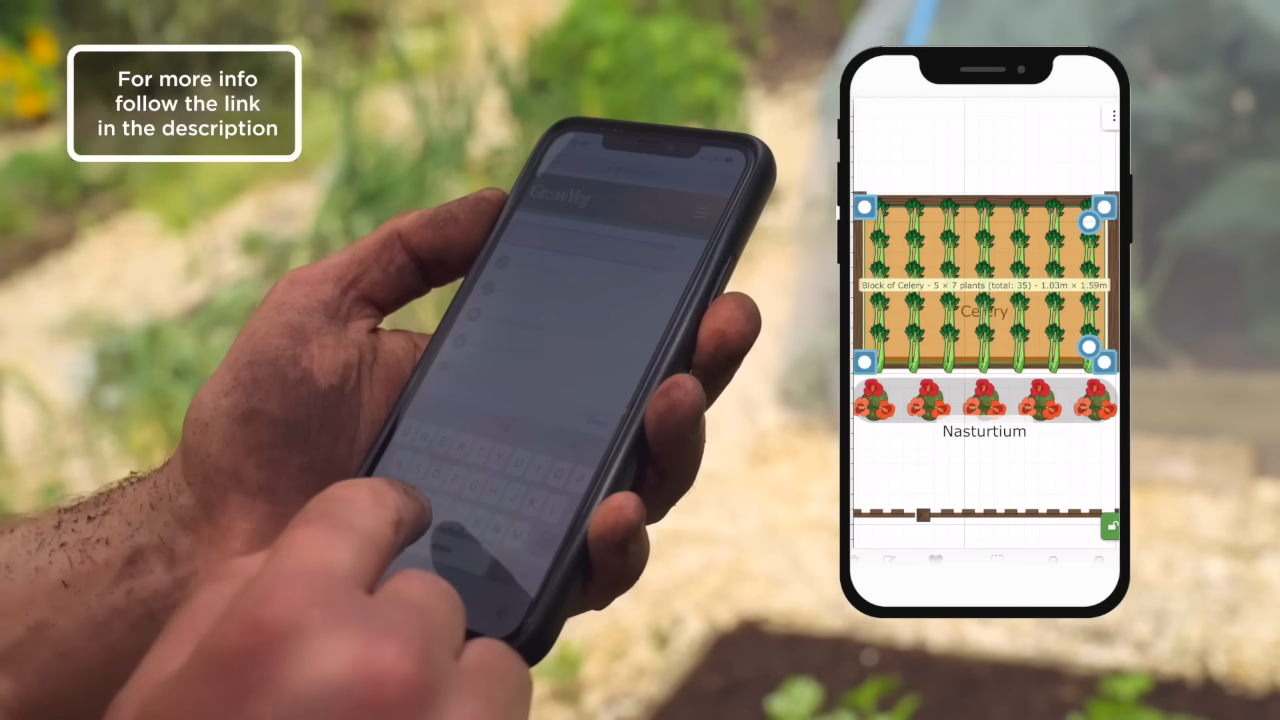 For more info
follow the link
in the description
GrowVeg
Block of Celery - 5 × 7 plants (total: 35) - 1.03m × 1.59m
Celery
Nasturtium